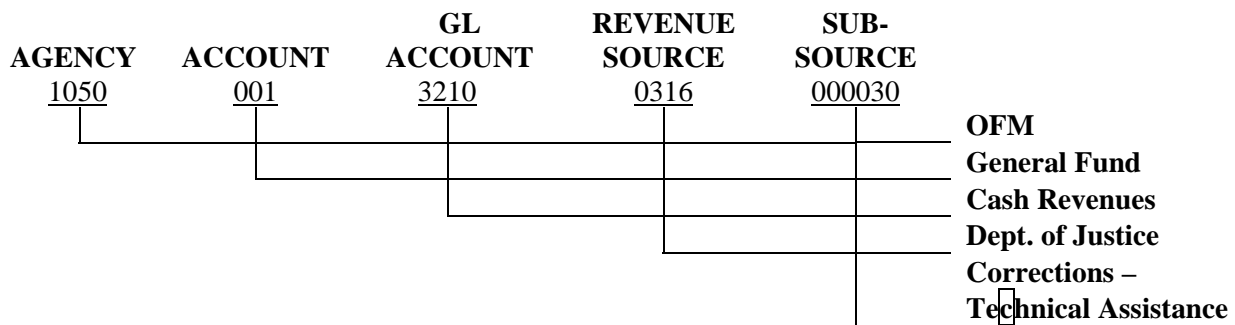 GL REVENUE SUB-
AGENCY ACCOUNT ACCOUNT SOURCE SOURCE
1050 001 3210 0316 000030
OFM
General Fund
Cash Revenues
Dept. of Justice
Corrections –
Technical Assistance